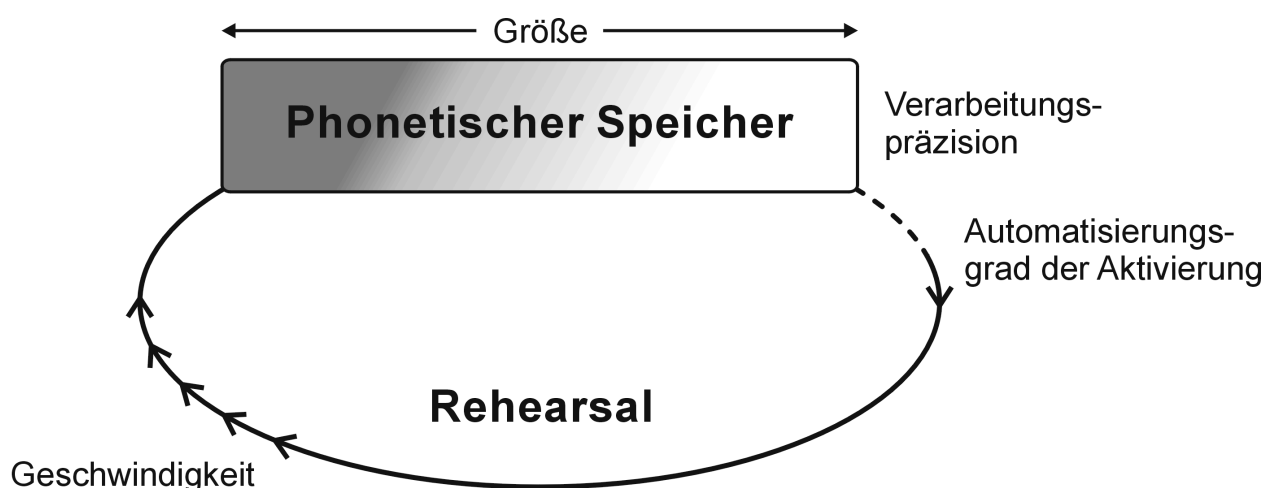 Größe
Phonetischer Speicher
Verarbeitungs-
präzision
Automatisierungs-
grad der Aktivierung
Rehearsal
Geschwindigkeit